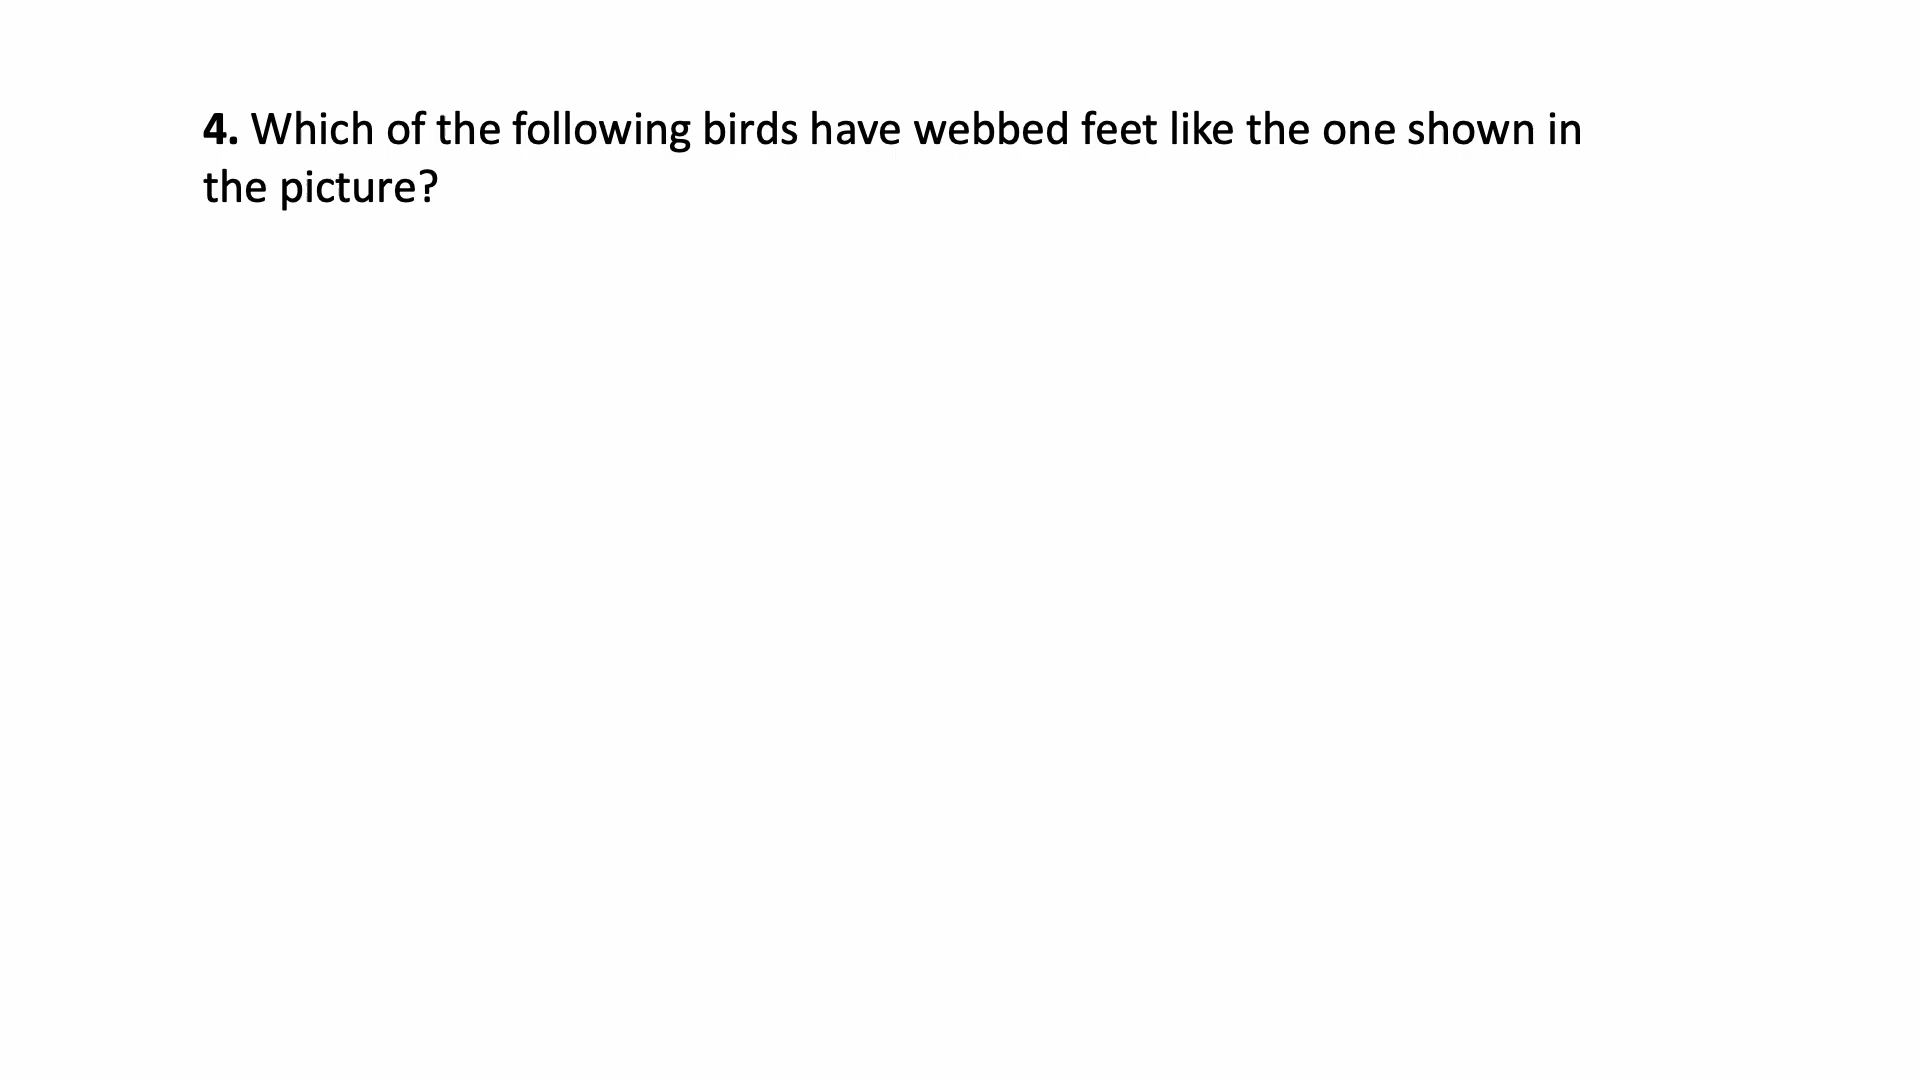 4. Which of the following birds have webbed feet like the one shown in
the picture?